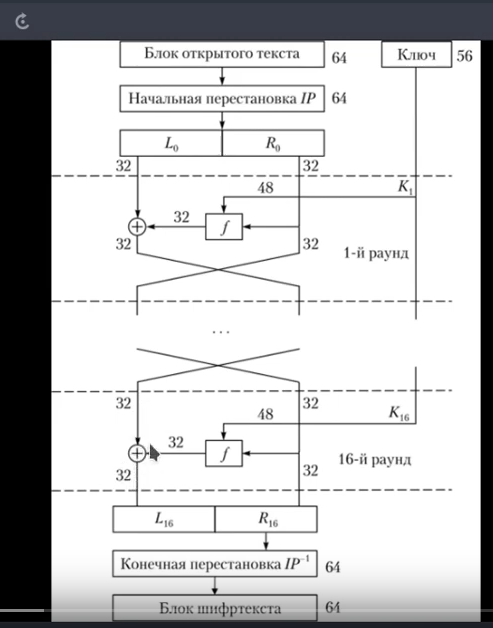 Блок открытого текста 64 Ключ 56
Начальная перестановка IP 64
L₀ R₀
32 32
48 K₁
32 f
32 32 1-й раунд
...
32 32
48 K₁₆
32 f
32 32 16-й раунд
L₁₆ R₁₆
Конечная перестановка IP⁻¹ 64
Блок шифртекста 64